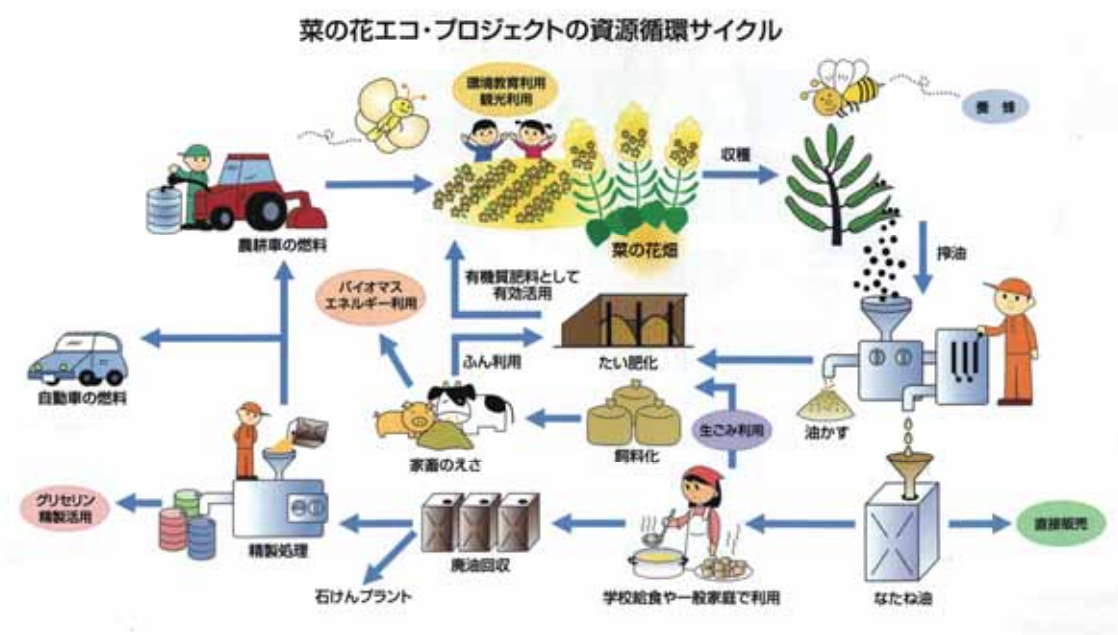 菜の花エコ・プロジェクトの資源循環サイクル
環境教育利用
観光利用
養蜂
収穫
菜の花畑
農耕車の燃料
搾油
有機質肥料として
有効活用
バイオマス
エネルギー利用
ふん利用
たい肥化
自動車の燃料
油かす
生ごみ利用
飼料化
家畜のえさ
グリセリン
精製活用
精製処理
廃油回収
石けんプラント
学校給食や一般家庭で利用
なたね油
直接販売